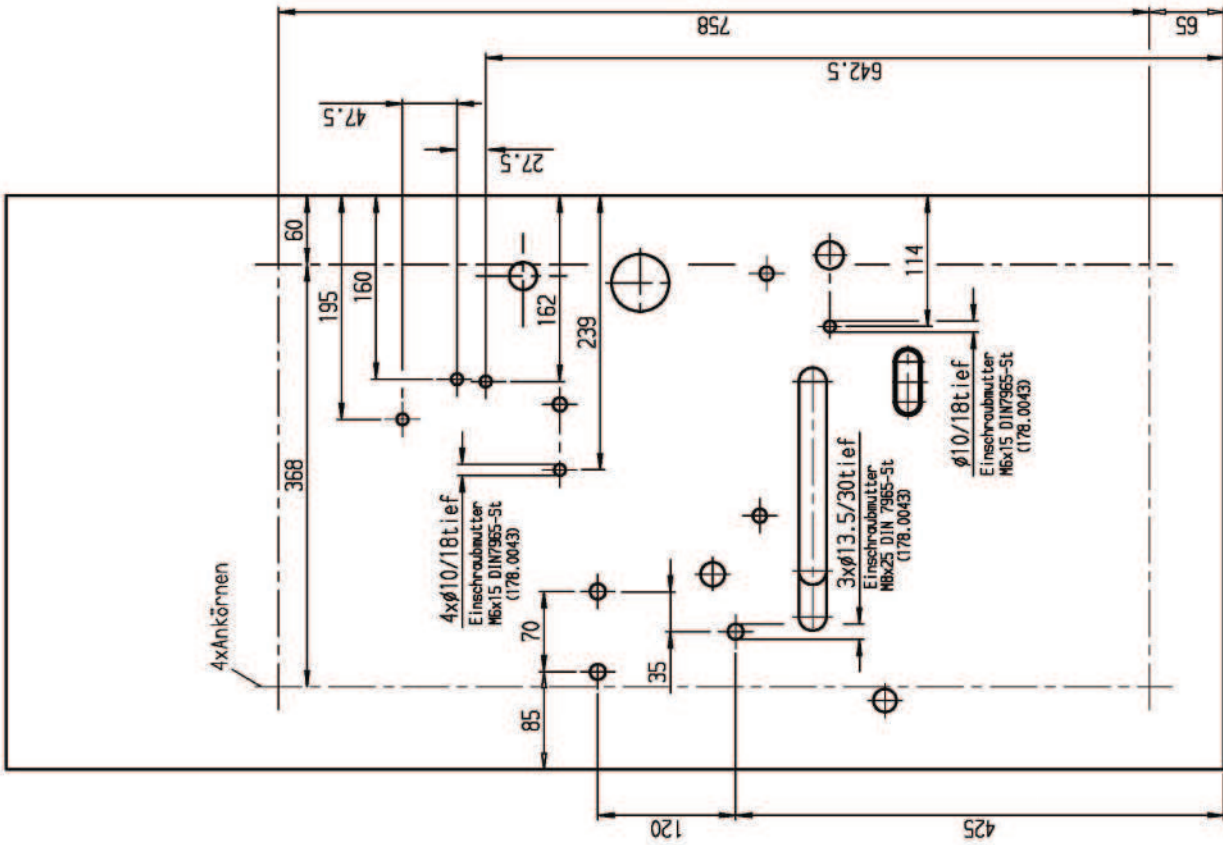 758
65
642.5
47.5
27.5
60
160
195
162
239
114
368
4xØ10/18tief
Einschraubmutter
M6x15 DIN7965-St
(178.0043)
Ø10/18tief
Einschraubmutter
M6x15 DIN7965-St
(178.0043)
3xØ13.5/30tief
Einschraubmutter
M8x25 DIN 7965-St
(178.0043)
4xAnkörnen
70
35
85
120
425